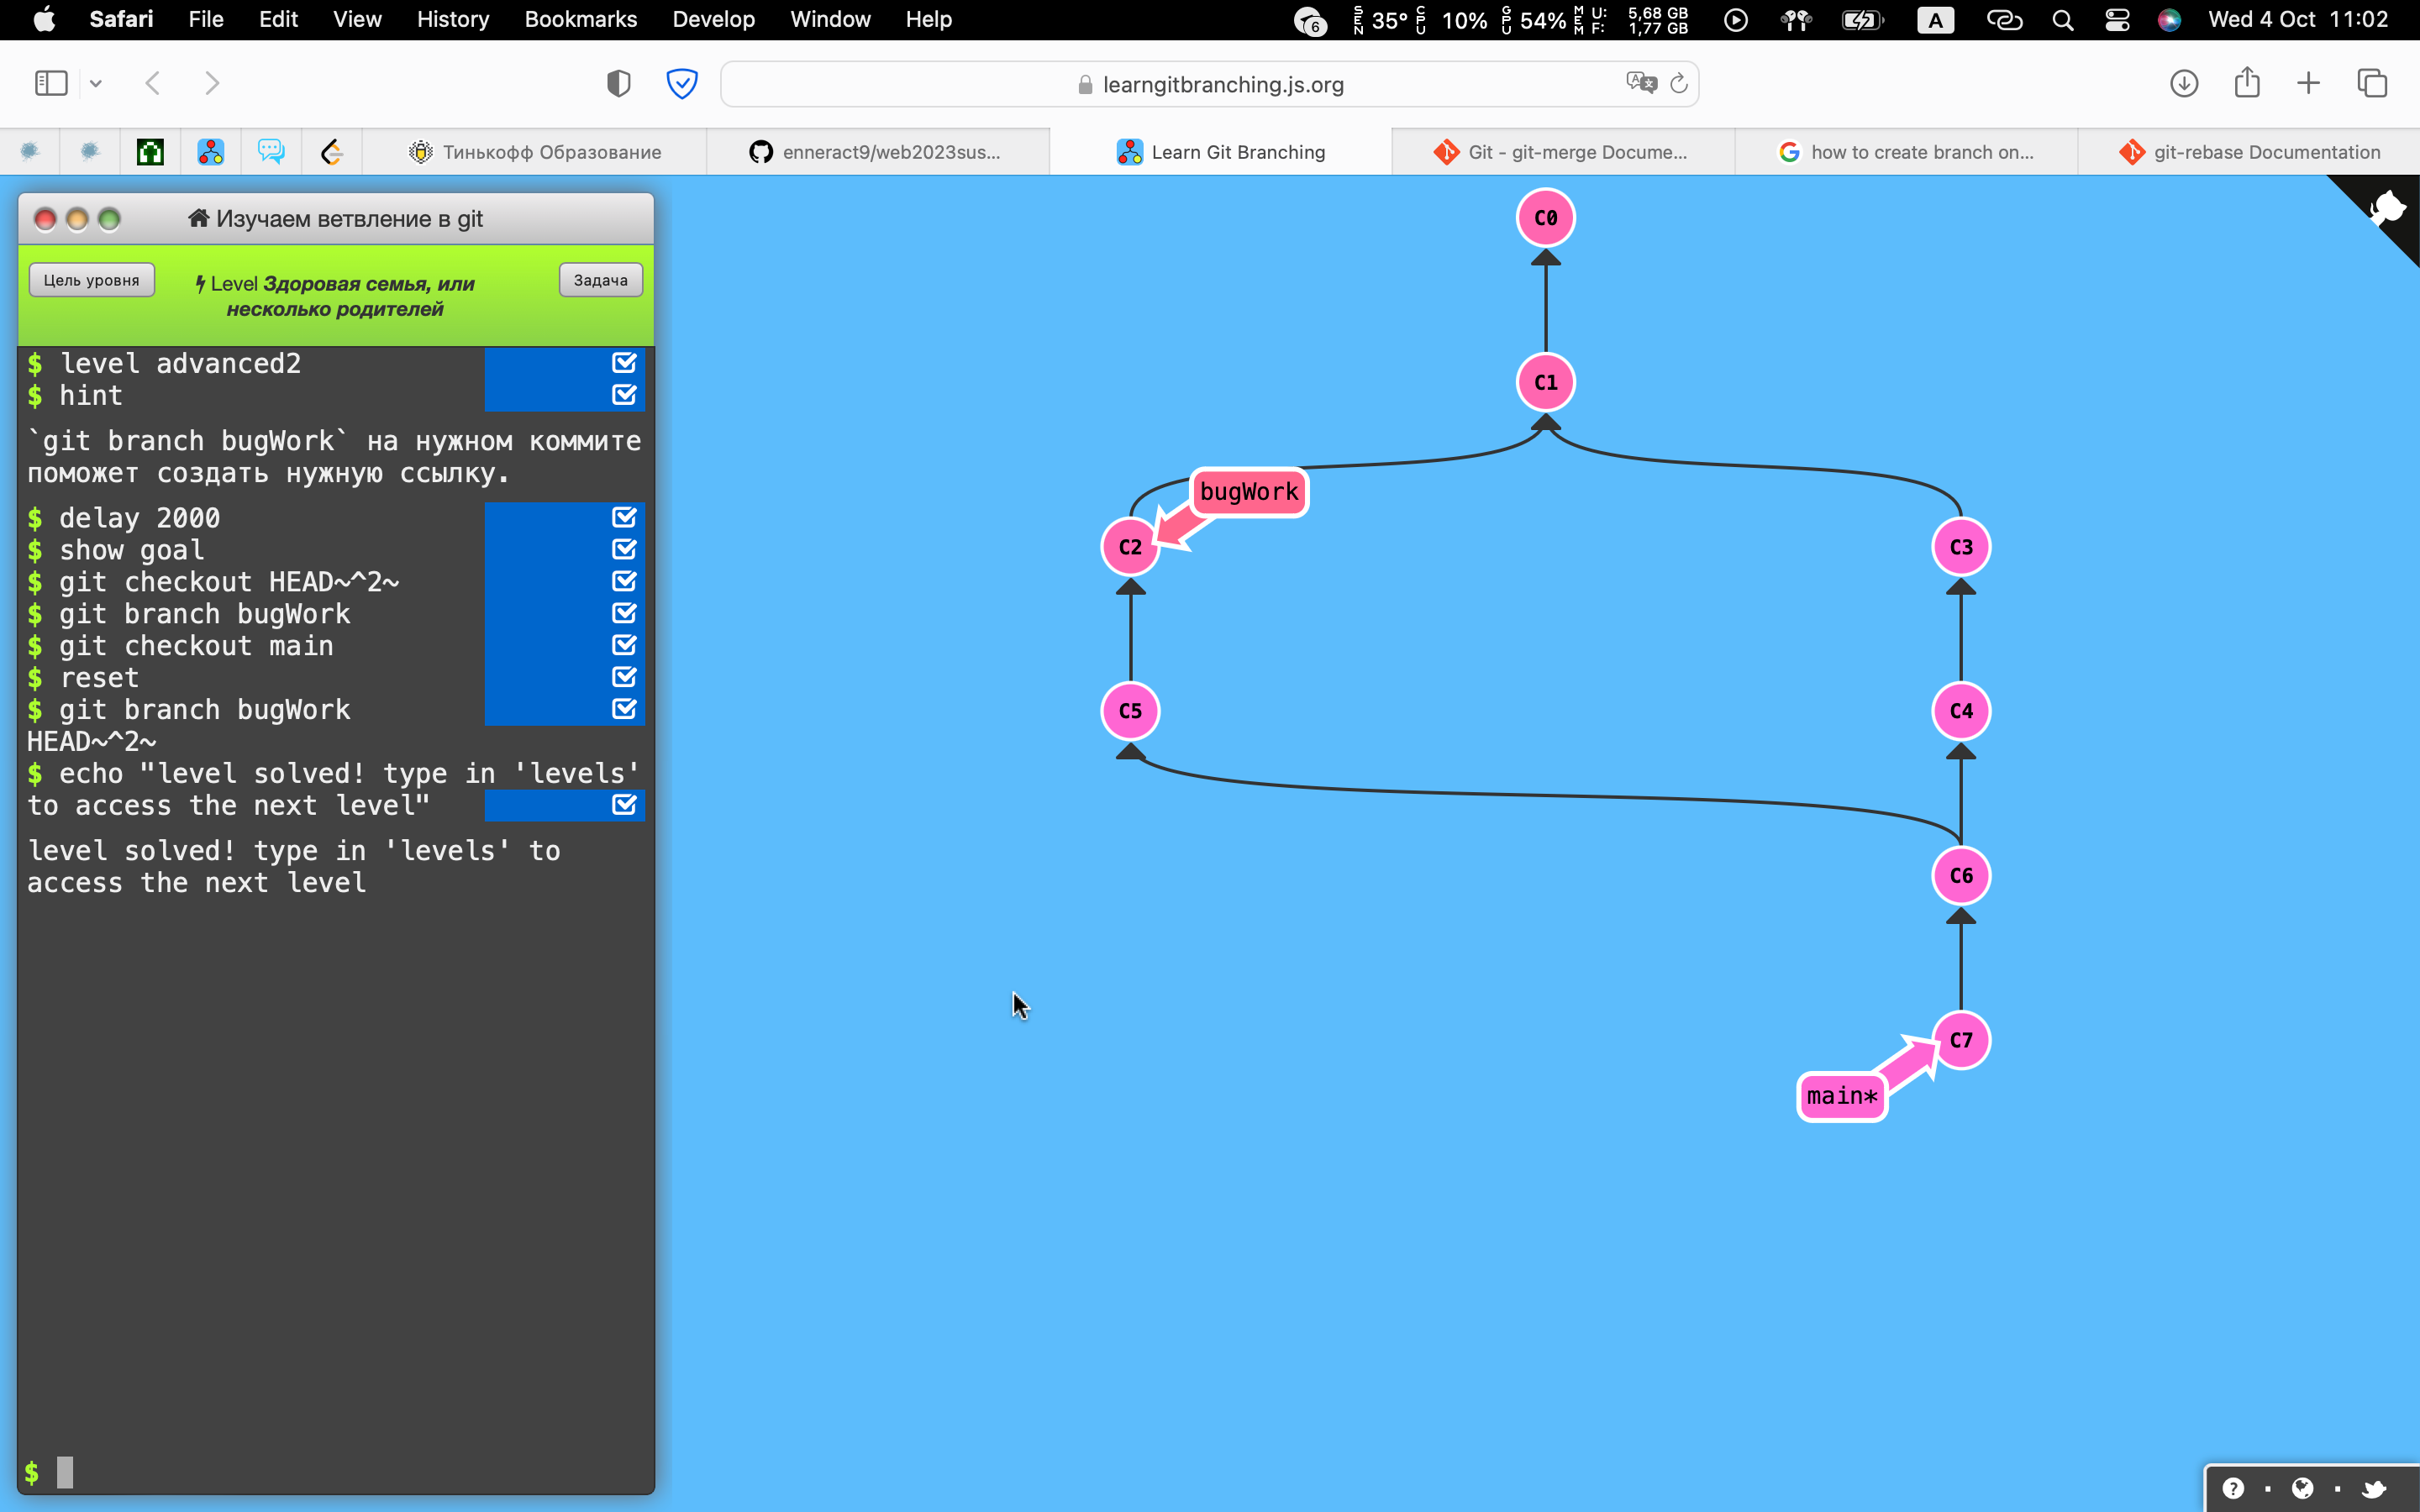 Safari File Edit View History Bookmarks Develop Window Help
6 SEN 35° CPU 10% GPU 54% MEM U: 5,68 GB F: 1,77 GB A Wed 4 Oct 11:02
learngitbranching.js.org
Тинькофф Образование
enneract9/web2023sus...
Learn Git Branching
Git - git-merge Docume...
how to create branch on...
git-rebase Documentation
Изучаем ветвление в git
Цель уровня
Level Здоровая семья, или
несколько родителей
Задача
$ level advanced2
$ hint
`git branch bugWork` на нужном коммите
поможет создать нужную ссылку.
$ delay 2000
$ show goal
$ git checkout HEAD~^2~
$ git branch bugWork
$ git checkout main
$ reset
$ git branch bugWork
HEAD~^2~
$ echo "level solved! type in 'levels'
to access the next level"
level solved! type in 'levels' to
access the next level
$
C0
C1
bugWork
C2
C3
C5
C4
C6
C7
main*
?